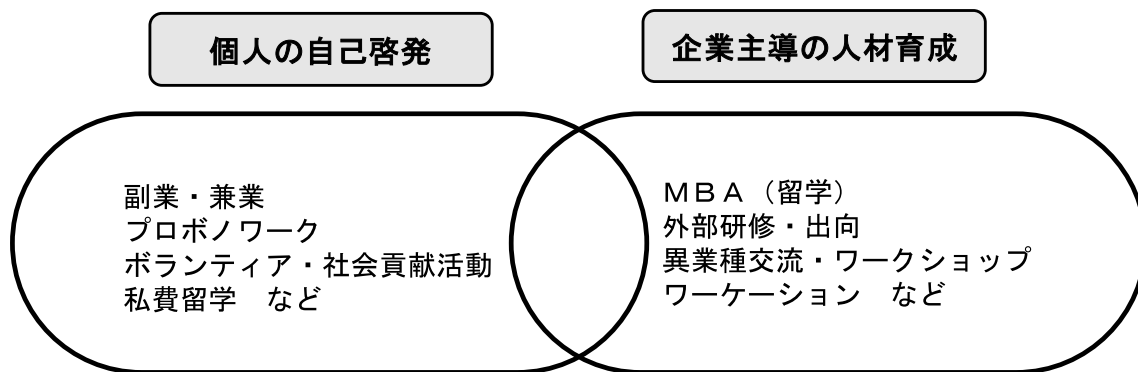 個人の自己啓発
企業主導の人材育成
副業・兼業
プロボノワーク
ボランティア・社会貢献活動
私費留学　など
ＭＢＡ（留学）
外部研修・出向
異業種交流・ワークショップ
ワーケーション　など